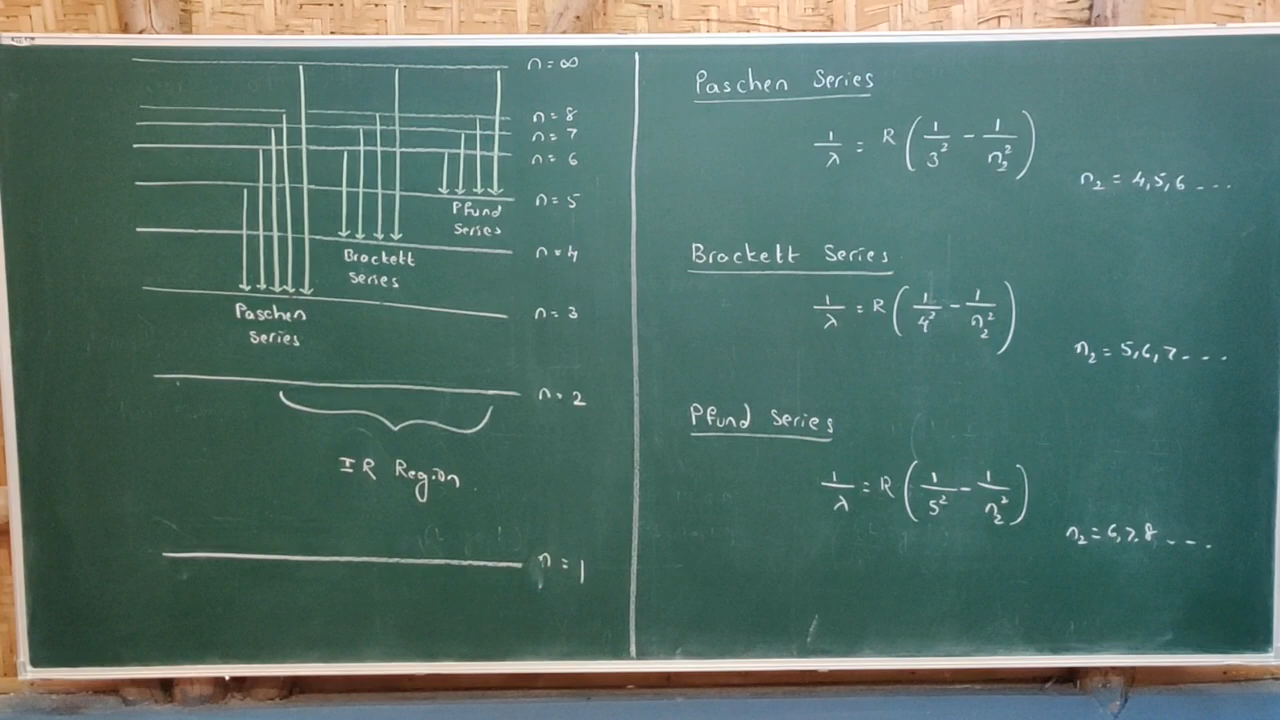 n = ∞
n = 8
n = 7
n = 6
n = 5
Pfund
Series
n = 4
Brackett
Series
n = 3
Paschen
Series
n = 2
IR Region
n = 1
Paschen Series
1/λ = R (1/3² − 1/n₂²)
n₂ = 4,5,6 ...
Brackett Series
1/λ = R (1/4² − 1/n₂²)
n₂ = 5,6,7 ...
Pfund Series
1/λ = R (1/5² − 1/n₂²)
n₂ = 6,7,8 ...